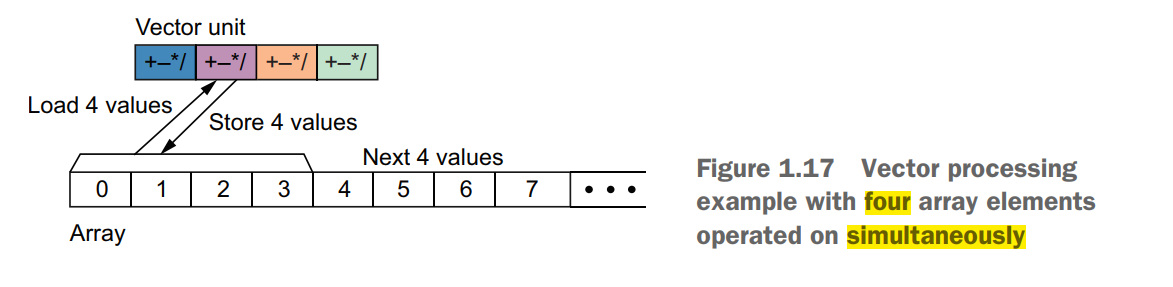 Vector unit
+–*/ +–*/ +–*/ +–*/
Load 4 values
Store 4 values
Next 4 values
0 1 2 3 4 5 6 7 • • •
Array
Figure 1.17 Vector processing
example with four array elements
operated on simultaneously